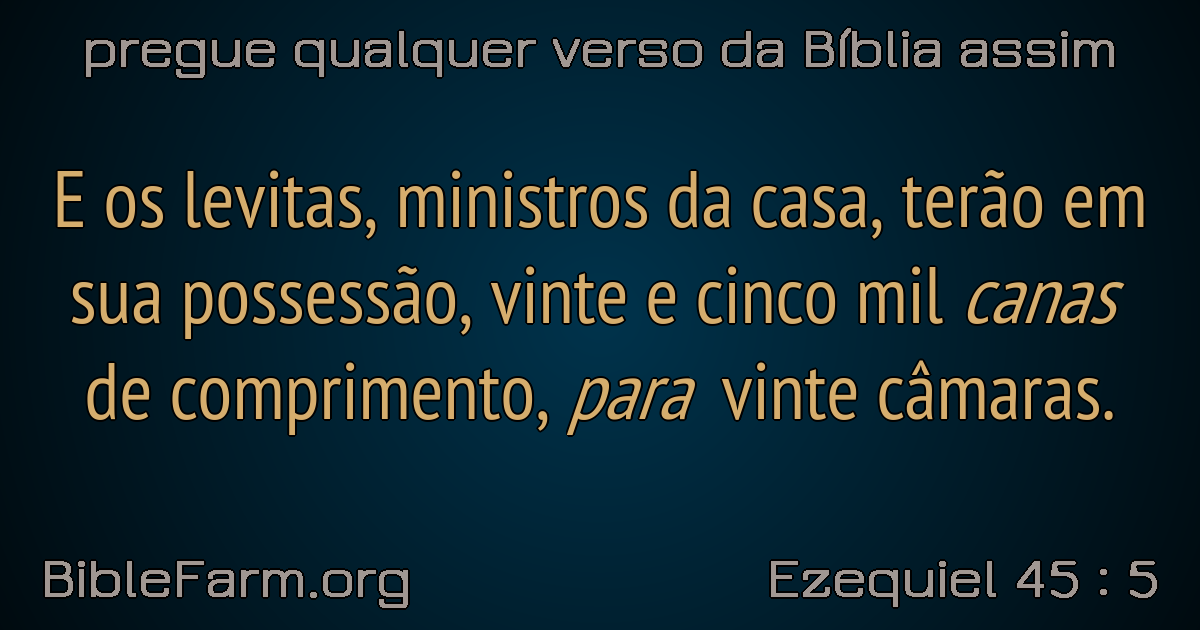 pregue qualquer verso da Bíblia assim
E os levitas, ministros da casa, terão em
sua possessão, vinte e cinco mil canas
de comprimento, para vinte câmaras.
BibleFarm.org
Ezequiel 45 : 5